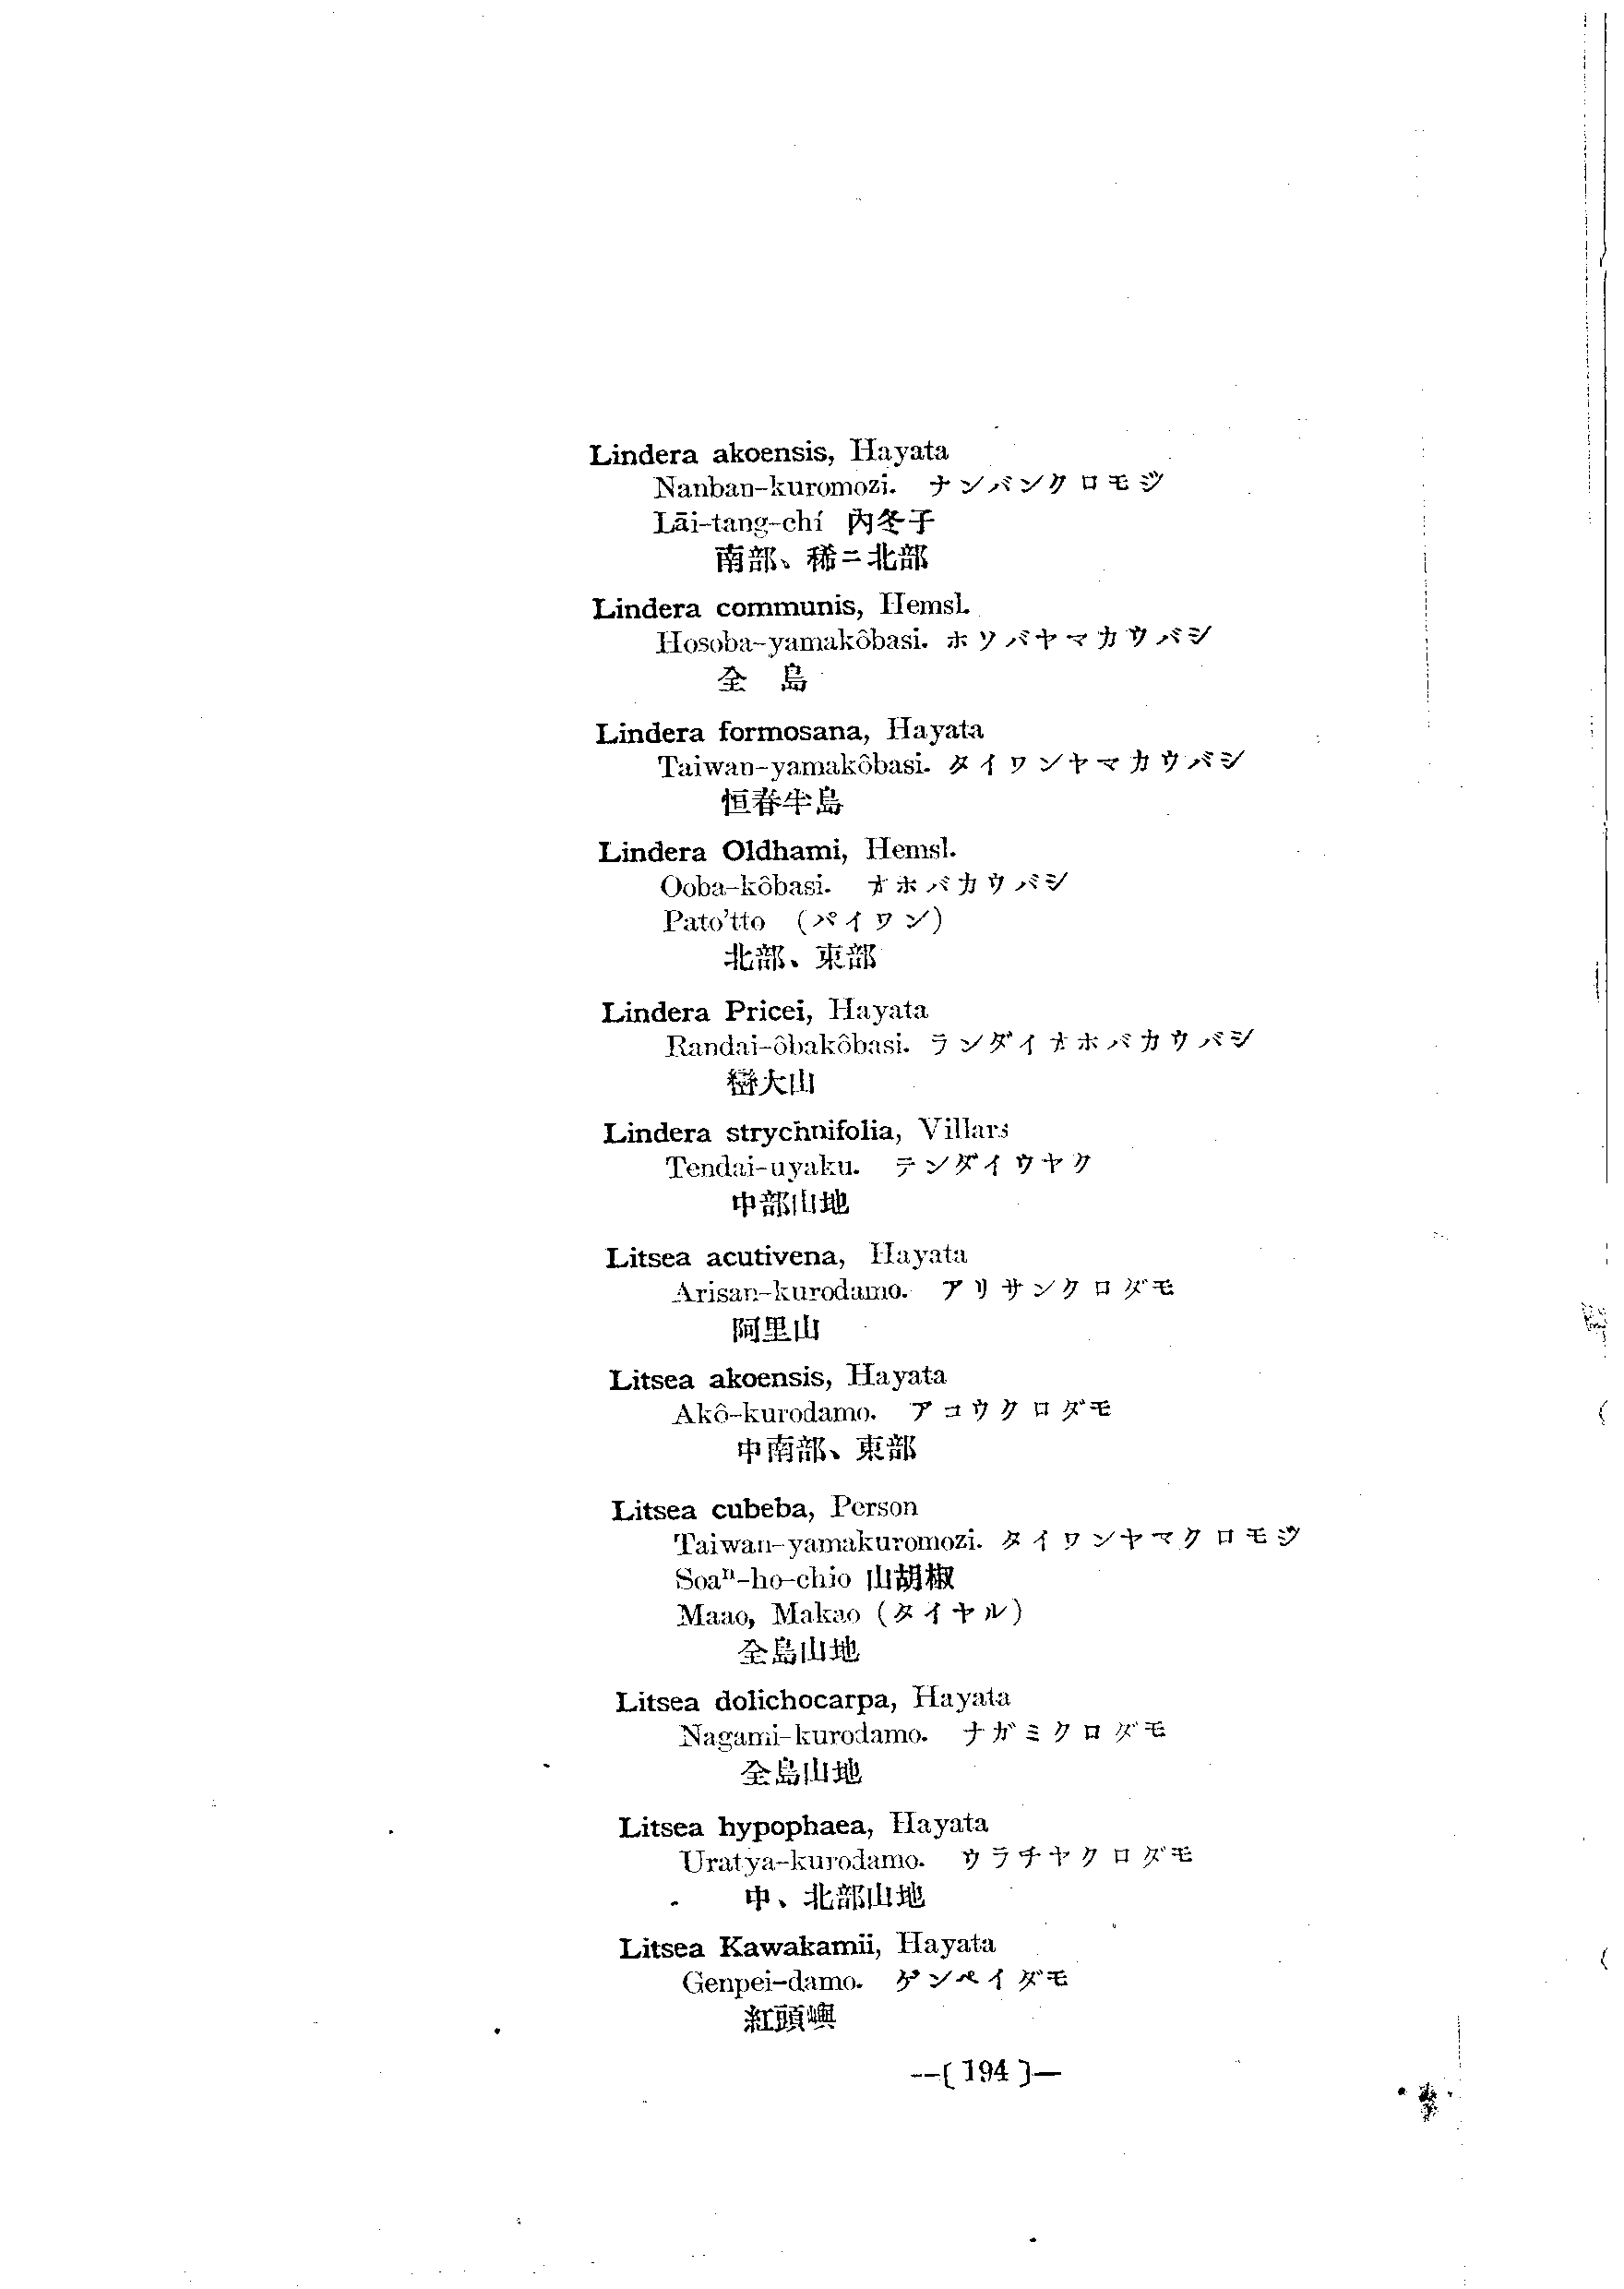 Lindera akoensis, Hayata
Nanban-kuromozi. ナンバンクロモジ
Lāi-tang-chí 內冬子
南部、稀ニ北部
Lindera communis, Hemsl.
Hosoba-yamakôbasi. ホソバヤマカウバシ
全島
Lindera formosana, Hayata
Taiwan-yamakôbasi. タイワンヤマカウバシ
恒春半島
Lindera Oldhami, Hemsl.
Ooba-kôbasi. オホバカウバシ
Pato'tto (パイワン)
北部、東部
Lindera Pricei, Hayata
Randai-ôbakôbasi. ランダイオホバカウバシ
大山
Lindera strychnifolia, Villars
Tendai-uyaku. テンダイウヤク
中部山地
Litsea acutivena, Hayata
Arisan-kurodamo. アリサンクロダモ
阿里山
Litsea akoensis, Hayata
Akô-kurodamo. アコウクロダモ
中南部、東部
Litsea cubeba, Person
Taiwan-yamakuromozi. タイワンヤマクロモジ
Soaⁿ-ho-chio 山胡椒
Maao, Makao (タイヤル)
全島山地
Litsea dolichocarpa, Hayata
Nagami-kurodamo. ナガミクロダモ
全島山地
Litsea hypophaea, Hayata
Uratya-kurodamo. ウラチヤクロダモ
中、北部山地
Litsea Kawakamii, Hayata
Genpei-damo. ゲンペイダモ
紅頭嶼
—( 194 )—